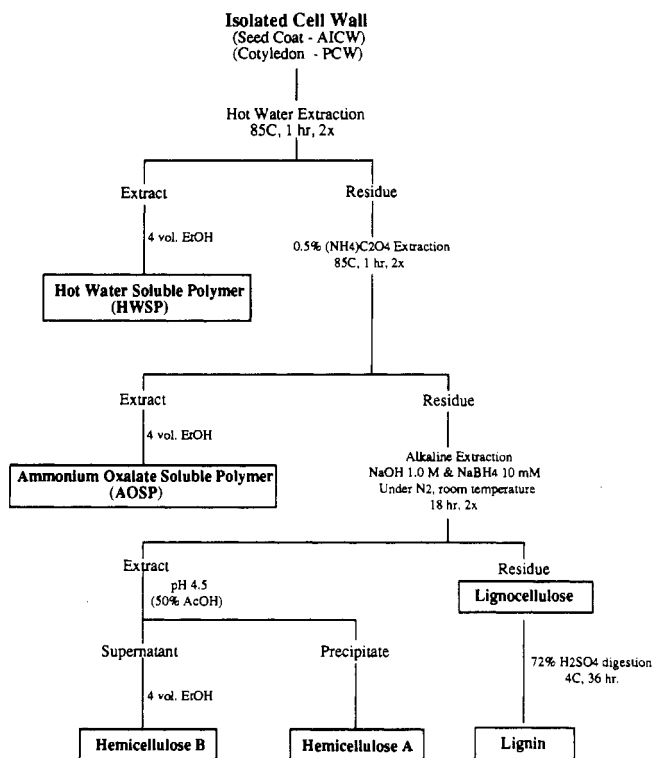 Isolated Cell Wall
(Seed Coat - AICW)
(Cotyledon - PCW)
Hot Water Extraction
85C, 1 hr, 2x
Extract
Residue
4 vol. EtOH
0.5% (NH4)C2O4 Extraction
85C, 1 hr, 2x
Hot Water Soluble Polymer
(HWSP)
Extract
Residue
4 vol. EtOH
Alkaline Extraction
NaOH 1.0 M & NaBH4 10 mM
Under N2, room temperature
18 hr, 2x
Ammonium Oxalate Soluble Polymer
(AOSP)
Extract
Residue
pH 4.5
(50% AcOH)
Lignocellulose
Supernatant
Precipitate
72% H2SO4 digestion
4C, 36 hr.
4 vol. EtOH
Hemicellulose B
Hemicellulose A
Lignin